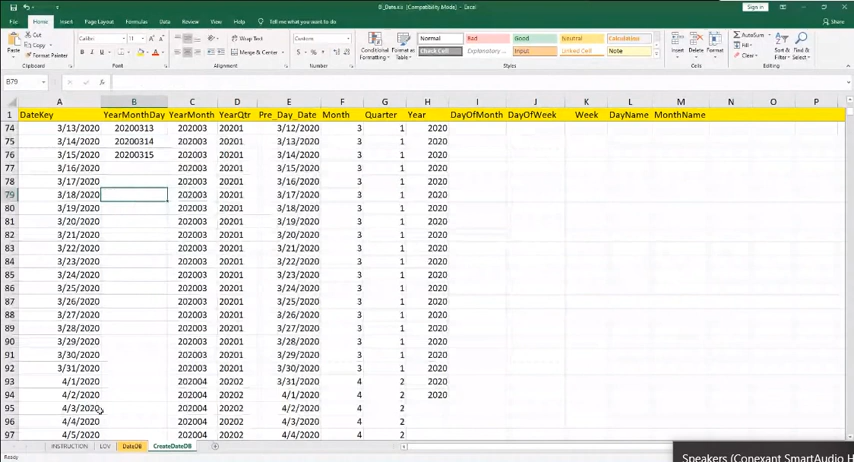 B_Date.xls [Compatibility Mode] - Excel
Sign in
File Home Insert Page Layout Formulas Data Review View Help Tell me what you want to do Share
Cut
Copy
Format Painter
Paste
Clipboard
Calibri 11
B I U
Font
Wrap Text
Merge & Center
Alignment
Custom
$ %
Number
Conditional Formatting
Format as Table
Normal Red Good Neutral Calculation
Check Cell Explanatory ... Input Linked Cell Note
Styles
Insert Delete Format
Cells
AutoSum
Fill
Clear
Sort & Filter
Find & Select
Editing
B79
A B C D E F G H I J K L M N O P
1 DateKey YearMonthDay YearMonth YearQtr Pre_Day_Date Month Quarter Year DayOfMonth DayOfWeek Week DayName MonthName
74 3/13/2020 20200313 202003 20201 3/12/2020 3 1 2020
75 3/14/2020 20200314 202003 20201 3/13/2020 3 1 2020
76 3/15/2020 20200315 202003 20201 3/14/2020 3 1 2020
77 3/16/2020 202003 20201 3/15/2020 3 1 2020
78 3/17/2020 202003 20201 3/16/2020 3 1 2020
79 3/18/2020 202003 20201 3/17/2020 3 1 2020
80 3/19/2020 202003 20201 3/18/2020 3 1 2020
81 3/20/2020 202003 20201 3/19/2020 3 1 2020
82 3/21/2020 202003 20201 3/20/2020 3 1 2020
83 3/22/2020 202003 20201 3/21/2020 3 1 2020
84 3/23/2020 202003 20201 3/22/2020 3 1 2020
85 3/24/2020 202003 20201 3/23/2020 3 1 2020
86 3/25/2020 202003 20201 3/24/2020 3 1 2020
87 3/26/2020 202003 20201 3/25/2020 3 1 2020
88 3/27/2020 202003 20201 3/26/2020 3 1 2020
89 3/28/2020 202003 20201 3/27/2020 3 1 2020
90 3/29/2020 202003 20201 3/28/2020 3 1 2020
91 3/30/2020 202003 20201 3/29/2020 3 1 2020
92 3/31/2020 202003 20201 3/30/2020 3 1 2020
93 4/1/2020 202004 20202 3/31/2020 4 2 2020
94 4/2/2020 202004 20202 4/1/2020 4 2 2020
95 4/3/2020 202004 20202 4/2/2020 4 2
96 4/4/2020 202004 20202 4/3/2020 4 2
97 4/5/2020 202004 20202 4/4/2020 4 2
INSTRUCTION LOV DateDB CreateDateDB
Ready
Speakers (Conexant SmartAudio H